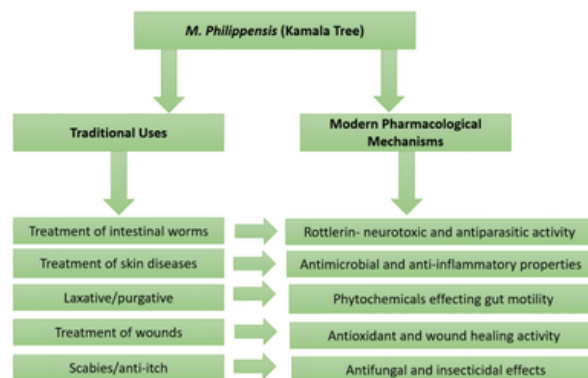 M. Philippensis (Kamala Tree)
Traditional Uses
Modern Pharmacological
Mechanisms
Treatment of intestinal worms
Rottlerin- neurotoxic and antiparasitic activity
Treatment of skin diseases
Antimicrobial and anti-inflammatory properties
Laxative/purgative
Phytochemicals effecting gut motility
Treatment of wounds
Antioxidant and wound healing activity
Scabies/anti-itch
Antifungal and insecticidal effects